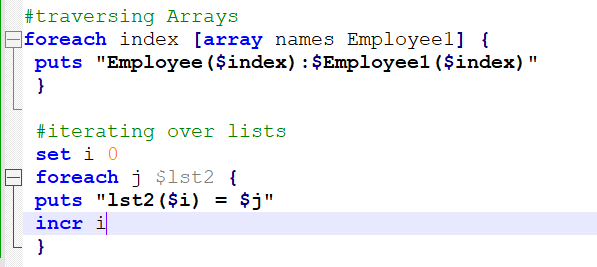 #traversing Arrays
foreach index [array names Employee1] {
puts "Employee($index):$Employee1($index)"
}
#iterating over lists
set i 0
foreach j $lst2 {
puts "lst2($i) = $j"
incr i
}